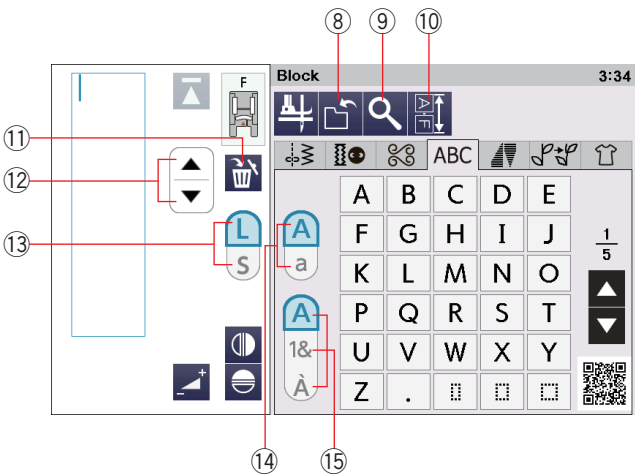 ⑧ ⑨ ⑩
F
Block 3:34
A F
⑪
⑫
⑬
ABC
A B C D E
L A F G H I J 1/5
S a K L M N O
A P Q R S T
1& U V W X Y
À Z .
⑭ ⑮